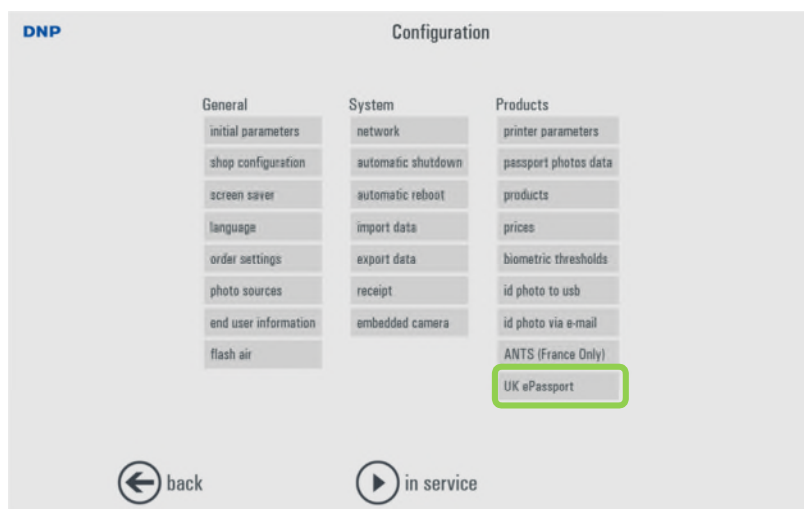 DNP
Configuration
General
initial parameters
shop configuration
screen saver
language
order settings
photo sources
end user information
flash air
System
network
automatic shutdown
automatic reboot
import data
export data
receipt
embedded camera
Products
printer parameters
passport photos data
products
prices
biometric thresholds
id photo to usb
id photo via e-mail
ANTS (France Only)
UK ePassport
back
in service